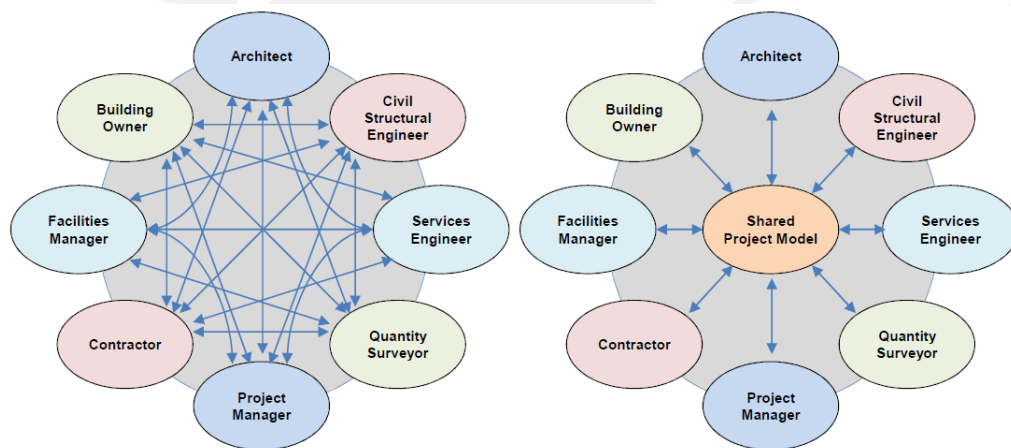 Architect
Building
Owner
Civil
Structural
Engineer
Facilities
Manager
Services
Engineer
Contractor
Quantity
Surveyor
Project
Manager
Architect
Building
Owner
Civil
Structural
Engineer
Facilities
Manager
Shared
Project Model
Services
Engineer
Contractor
Quantity
Surveyor
Project
Manager